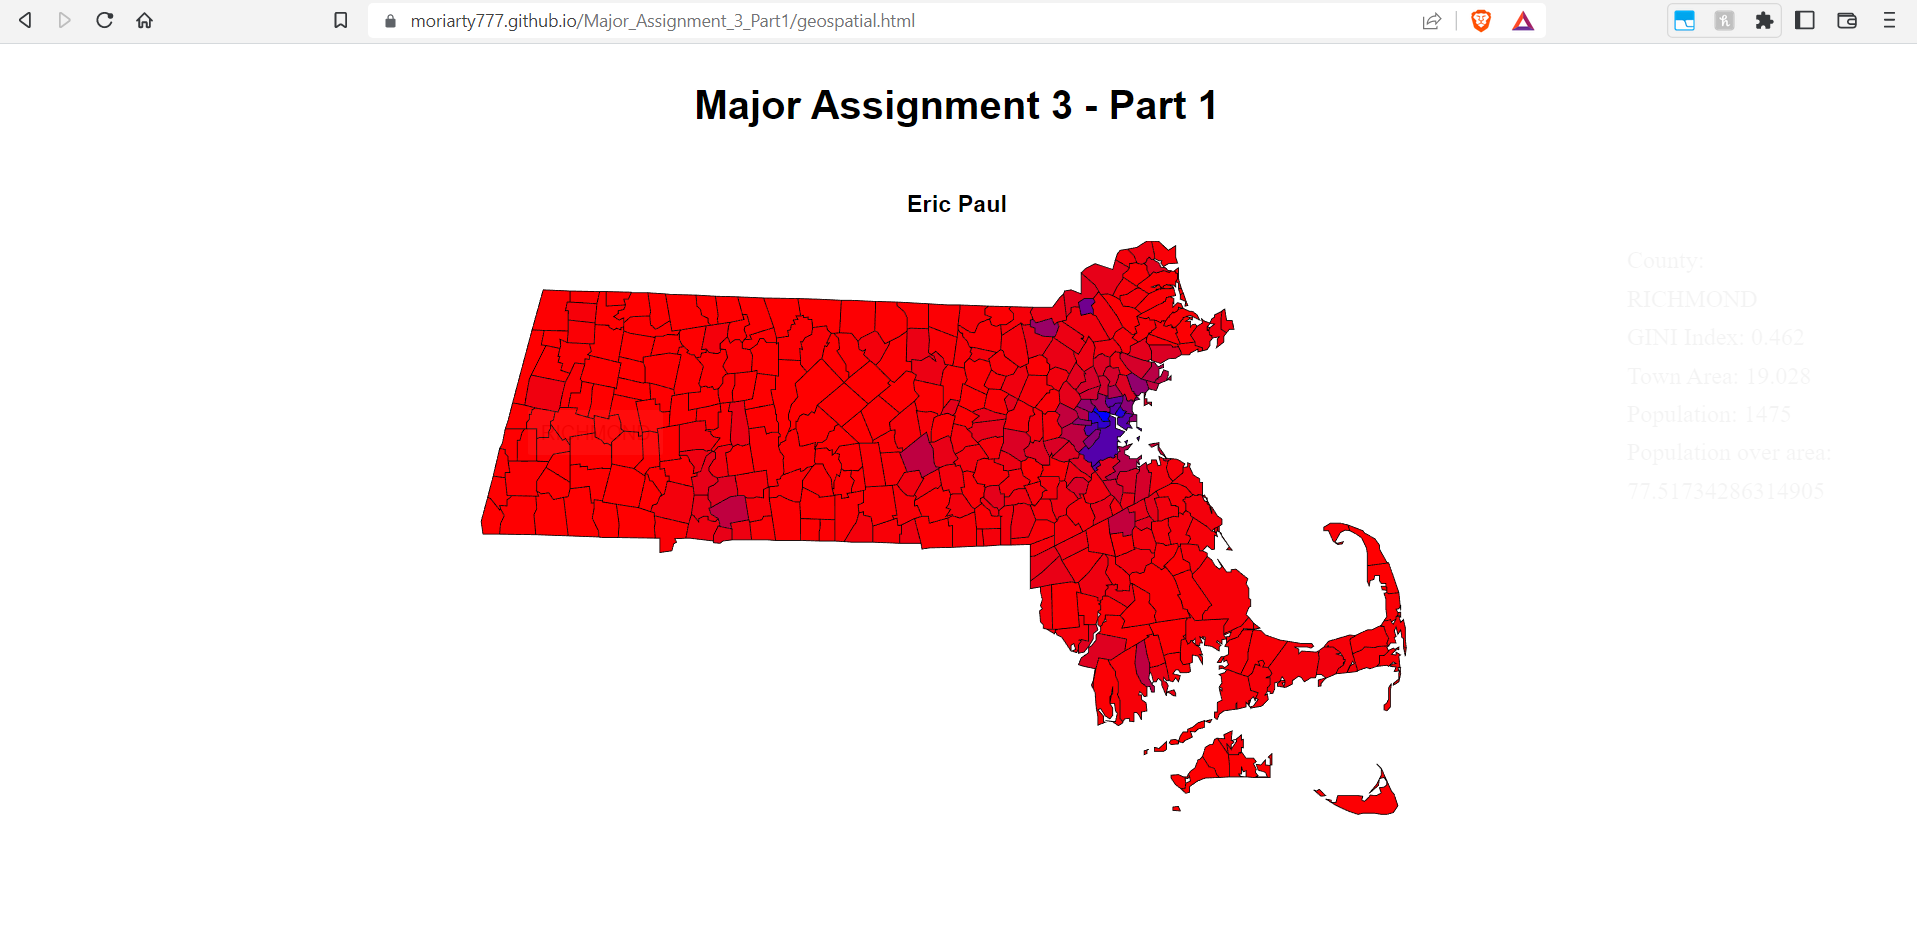 moriarty777.github.io/Major_Assignment_3_Part1/geospatial.html
Major Assignment 3 - Part 1
Eric Paul
County:
RICHMOND
GINI Index: 0.462
Town Area: 19.028
Population: 1475
Population over area:
77.51734286314905
RICHMOND